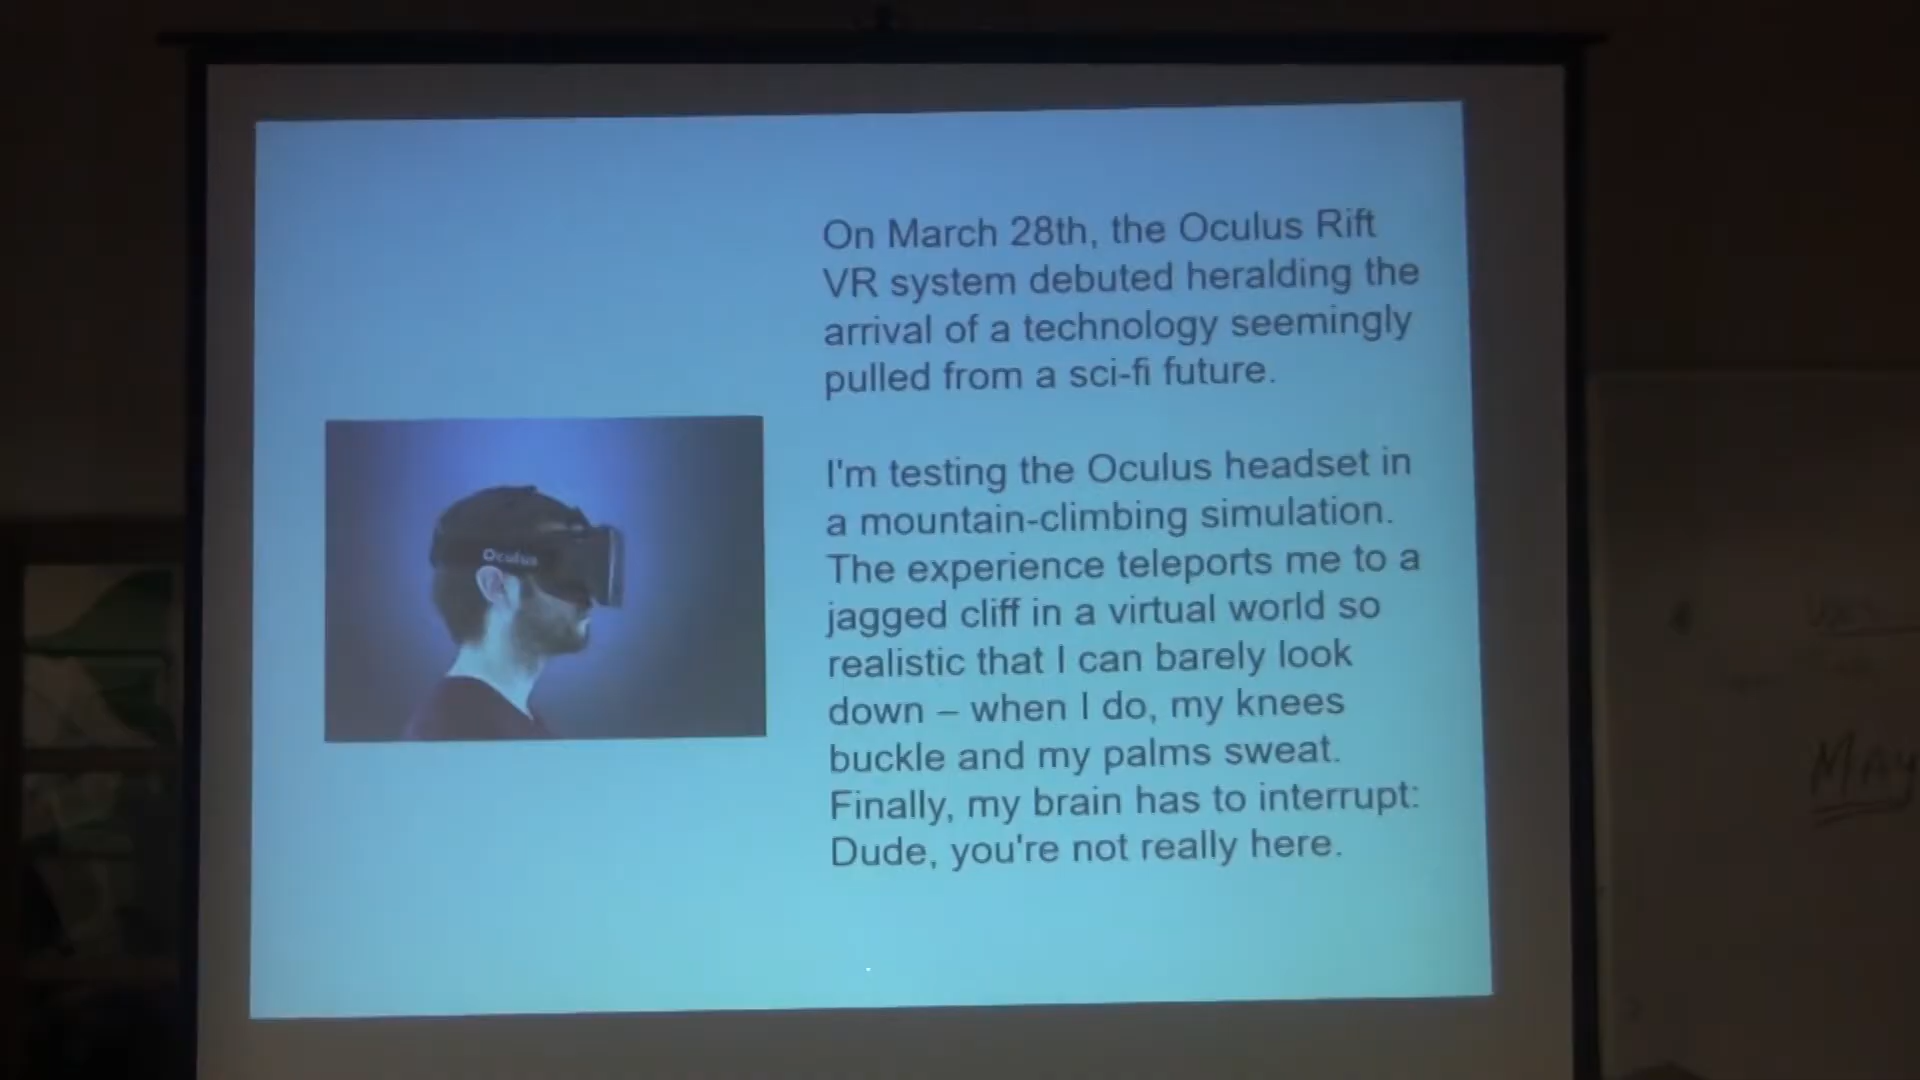 On March 28th, the Oculus Rift
VR system debuted heralding the
arrival of a technology seemingly
pulled from a sci-fi future.
I'm testing the Oculus headset in
a mountain-climbing simulation.
The experience teleports me to a
jagged cliff in a virtual world so
realistic that I can barely look
down – when I do, my knees
buckle and my palms sweat.
Finally, my brain has to interrupt:
Dude, you're not really here.
Oculus
MAY